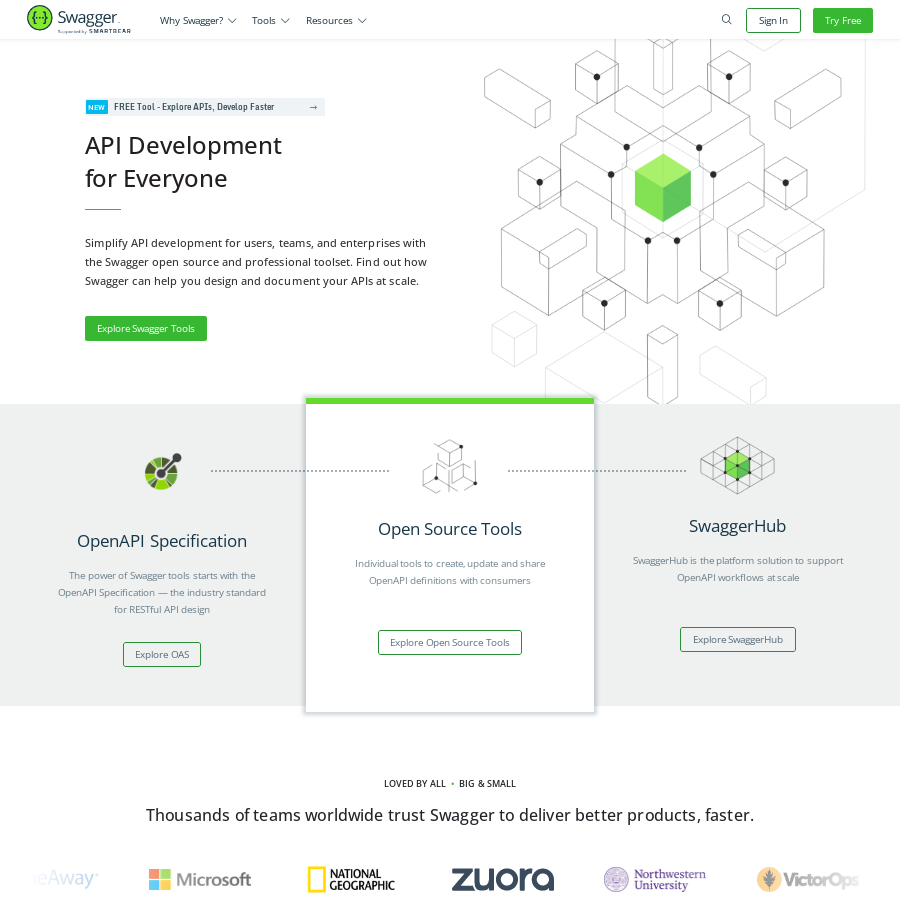 Swagger.
Supported by SMARTBEAR
Why Swagger?
Tools
Resources
Sign In
Try Free
NEW FREE Tool - Explore APIs, Develop Faster →
API Development
for Everyone
Simplify API development for users, teams, and enterprises with
the Swagger open source and professional toolset. Find out how
Swagger can help you design and document your APIs at scale.
Explore Swagger Tools
OpenAPI Specification
The power of Swagger tools starts with the
OpenAPI Specification — the industry standard
for RESTful API design
Explore OAS
Open Source Tools
Individual tools to create, update and share
OpenAPI definitions with consumers
Explore Open Source Tools
SwaggerHub
SwaggerHub is the platform solution to support
OpenAPI workflows at scale
Explore SwaggerHub
LOVED BY ALL • BIG & SMALL
Thousands of teams worldwide trust Swagger to deliver better products, faster.
eAway
Microsoft
NATIONAL
GEOGRAPHIC
zuora
Northwestern
University
VictorOps